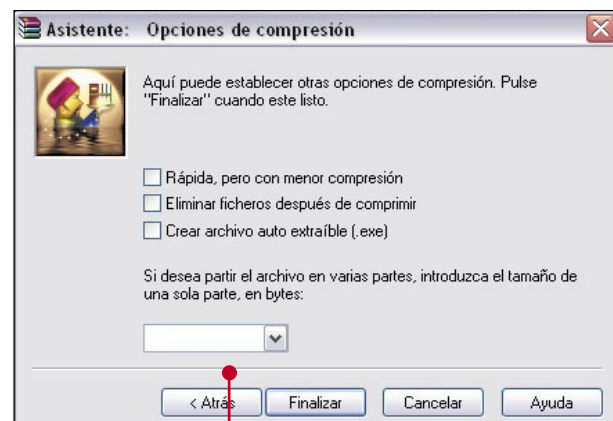 Asistente: Opciones de compresión
Aquí puede establecer otras opciones de compresión. Pulse
"Finalizar" cuando este listo.
Rápida, pero con menor compresión
Eliminar ficheros después de comprimir
Crear archivo auto extraíble (.exe)
Si desea partir el archivo en varias partes, introduzca el tamaño de
una sola parte, en bytes:
< Atrás Finalizar Cancelar Ayuda